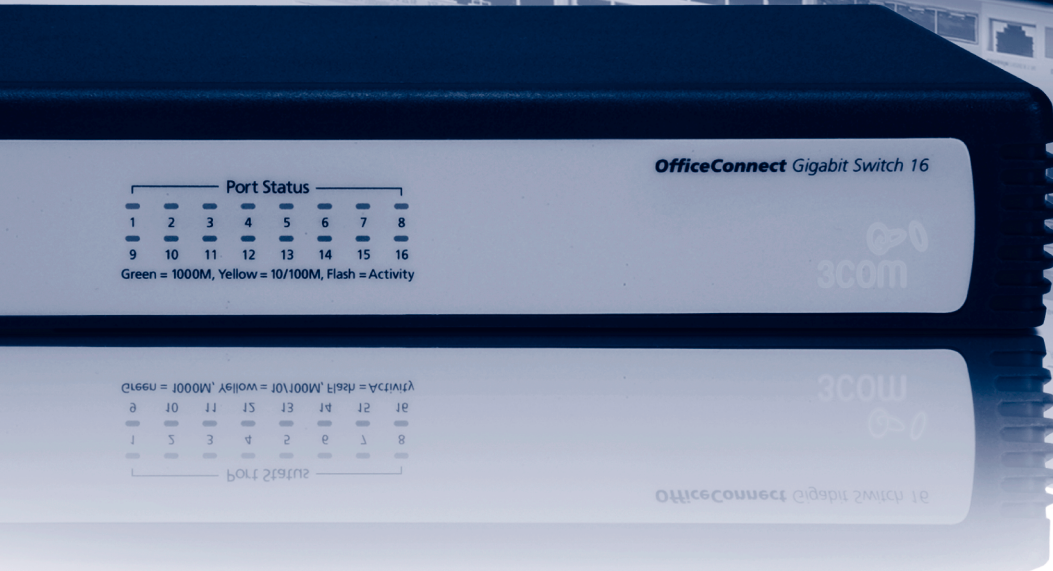 OfficeConnect Gigabit Switch 16
Port Status
1 2 3 4 5 6 7 8
9 10 11 12 13 14 15 16
Green = 1000M, Yellow = 10/100M, Flash = Activity
3COM